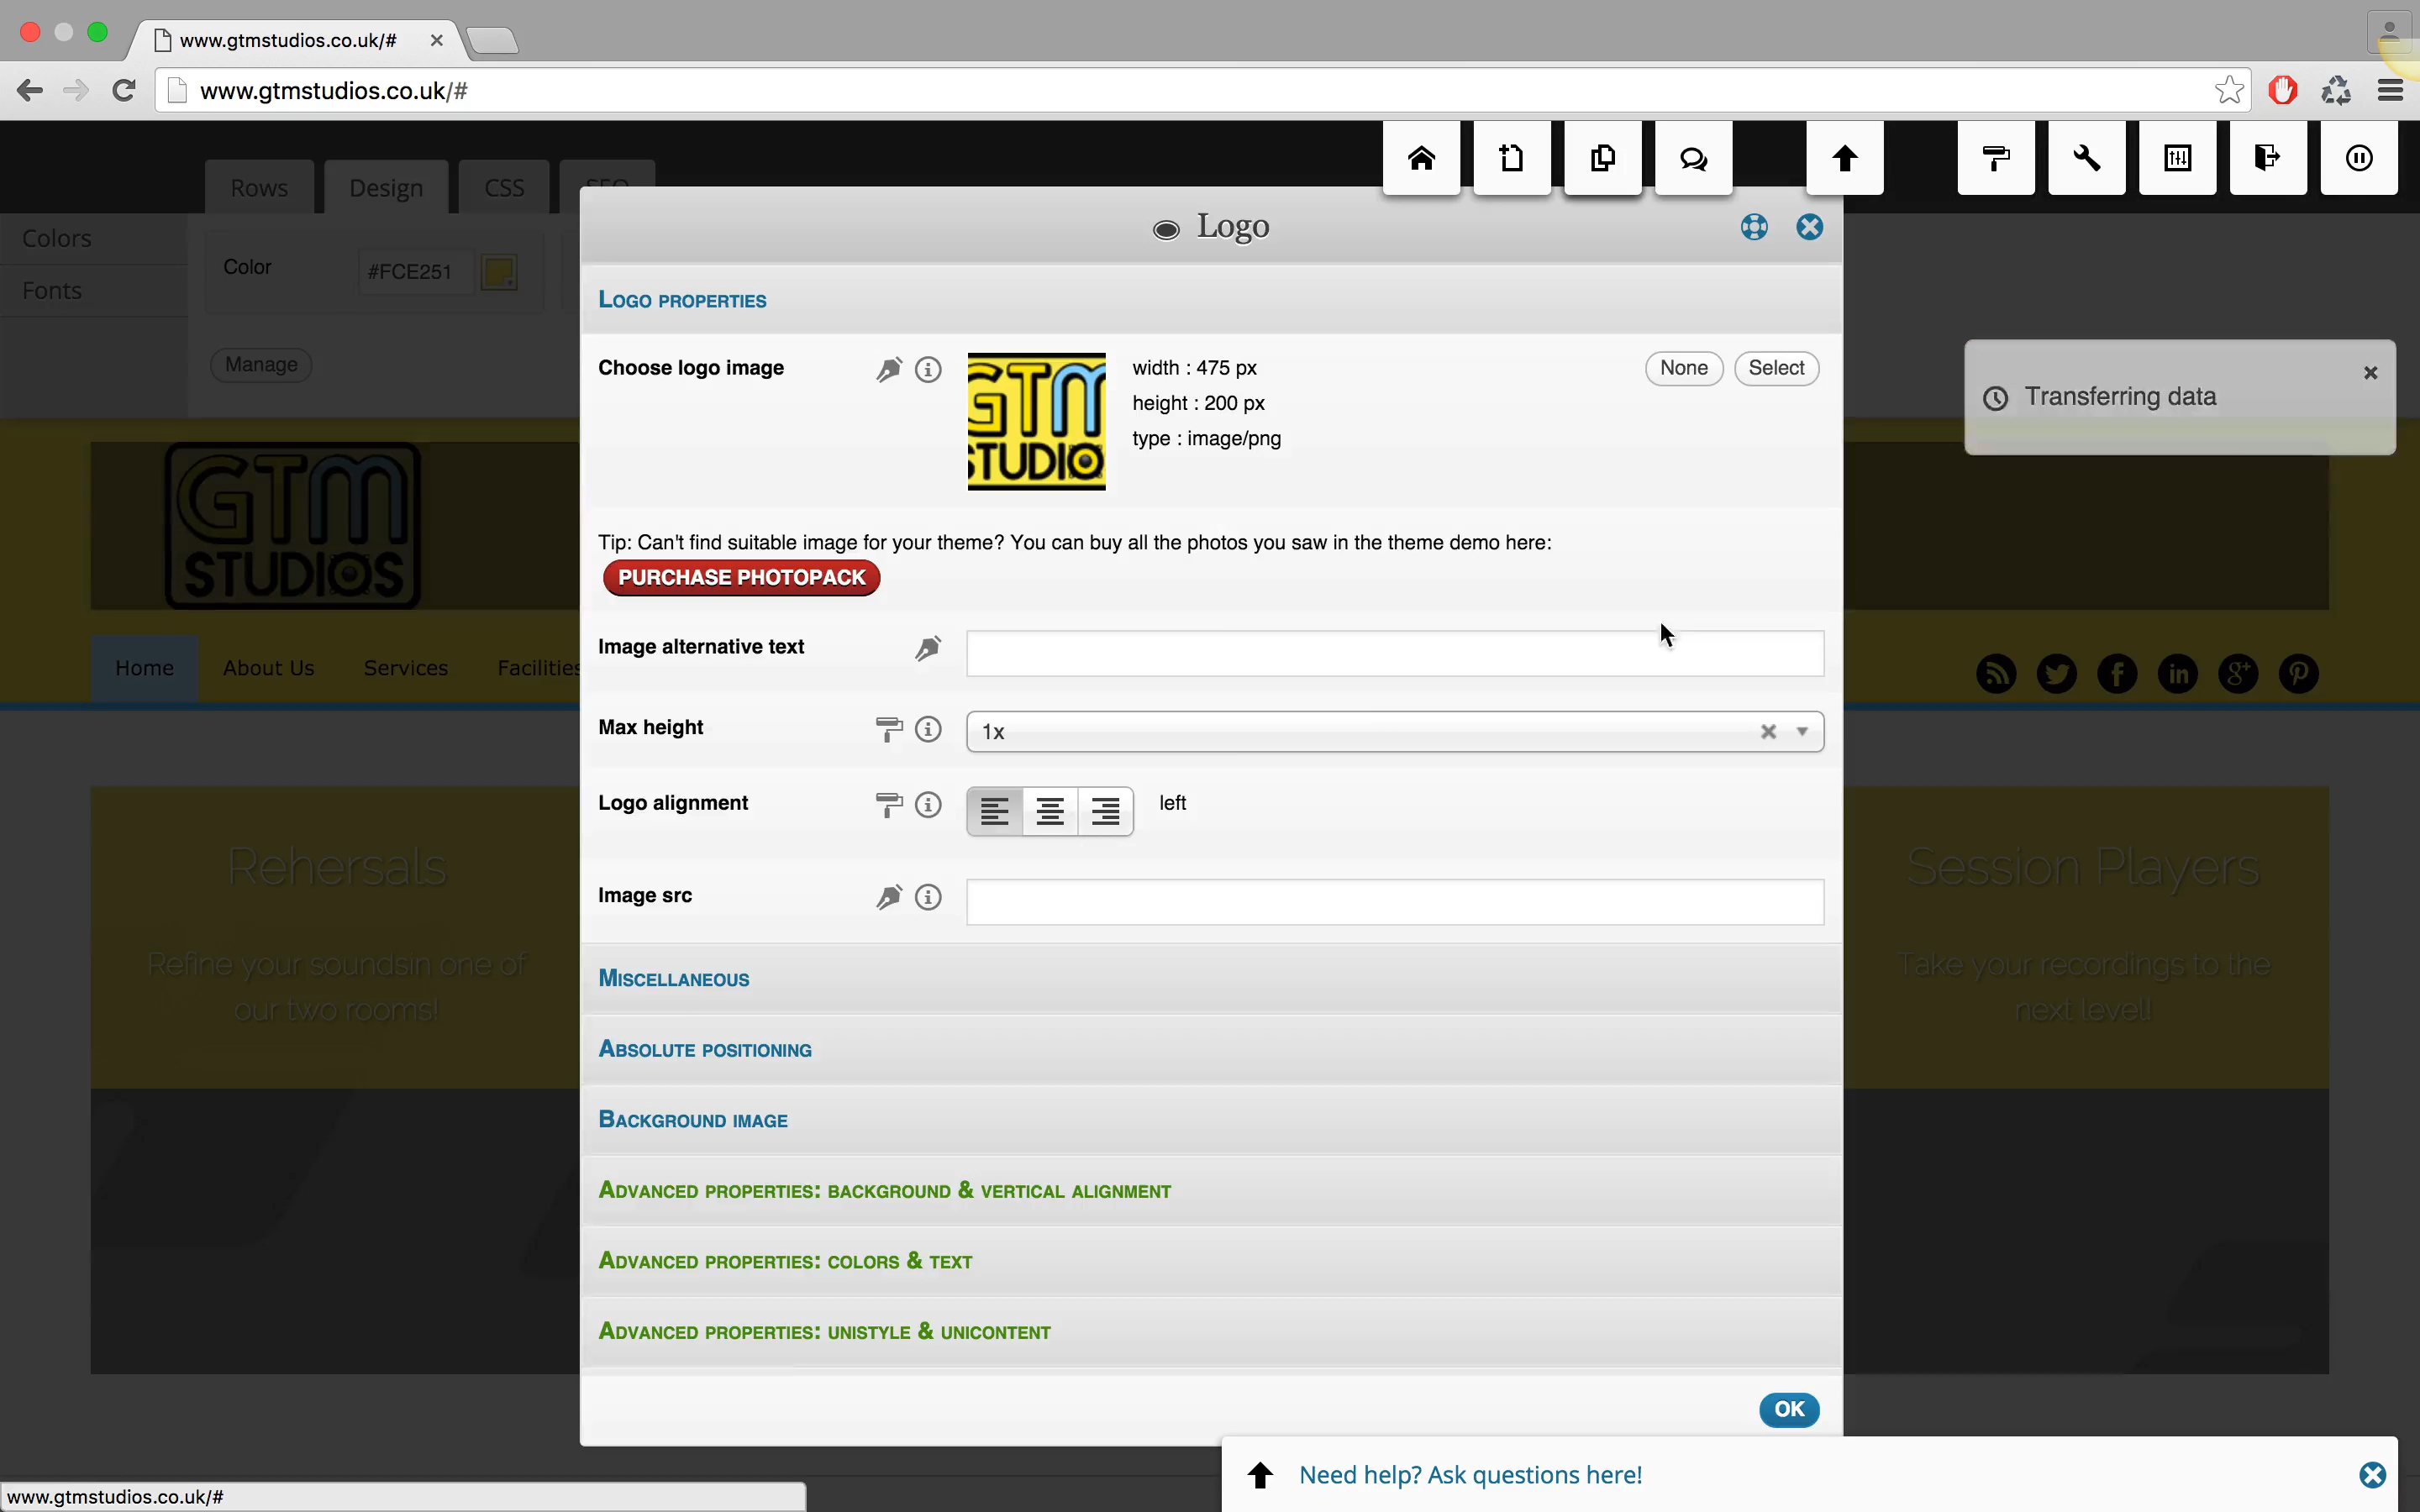 www.gtmstudios.co.uk/#
www.gtmstudios.co.uk/#
Rows
Design
CSS
SEO
Logo
Colors
Fonts
Color
#FCE251
Manage
LOGO PROPERTIES
Choose logo image
GTM
STUDIO
width : 475 px
height : 200 px
type : image/png
None
Select
Transferring data
GTM
STUDIOS
Tip: Can't find suitable image for your theme? You can buy all the photos you saw in the theme demo here:
PURCHASE PHOTOPACK
Home
About Us
Services
Facilities
Image alternative text
Max height
1x
Logo alignment
left
Image src
Rehersals
Refine your soundsin one of
our two rooms!
Session Players
Take your recordings to the
next level!
MISCELLANEOUS
ABSOLUTE POSITIONING
BACKGROUND IMAGE
ADVANCED PROPERTIES: BACKGROUND & VERTICAL ALIGNMENT
ADVANCED PROPERTIES: COLORS & TEXT
ADVANCED PROPERTIES: UNISTYLE & UNICONTENT
OK
Need help? Ask questions here!
www.gtmstudios.co.uk/#